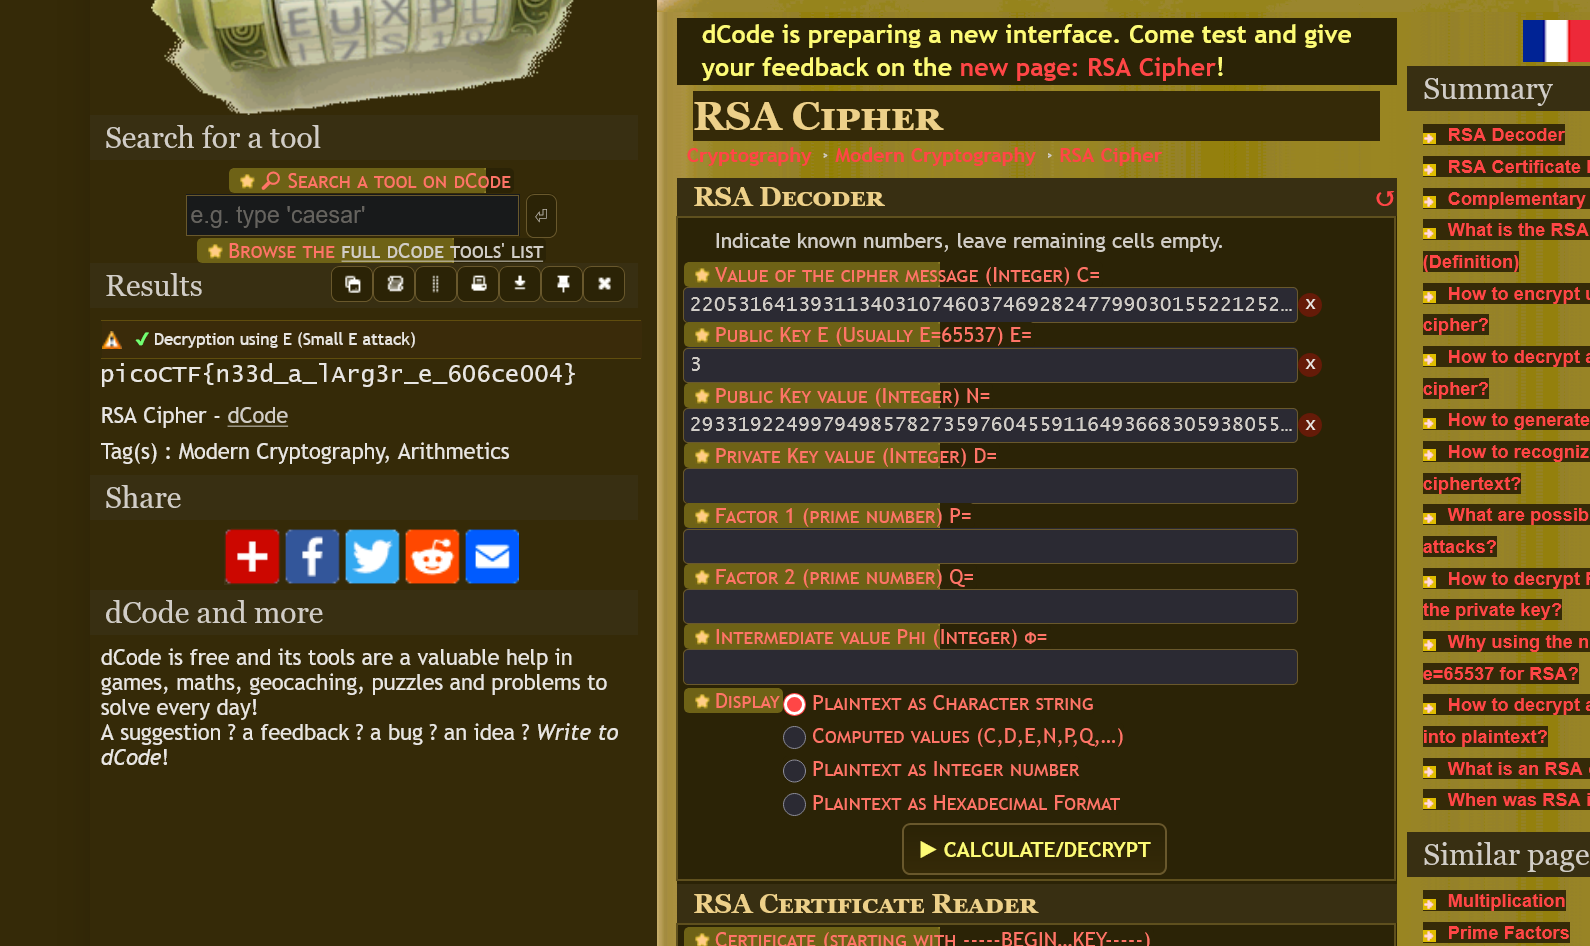 EUXPL
I7S19
Search for a tool
Search a tool on dCode
e.g. type 'caesar'
Browse the full dCode tools' list
Results
Decryption using E (Small E attack)
picoCTF{n33d_a_lArg3r_e_606ce004}
RSA Cipher - dCode
Tag(s) : Modern Cryptography, Arithmetics
Share
dCode and more
dCode is free and its tools are a valuable help in
games, maths, geocaching, puzzles and problems to
solve every day!
A suggestion ? a feedback ? a bug ? an idea ? Write to
dCode!
dCode is preparing a new interface. Come test and give
your feedback on the new page: RSA Cipher!
RSA Cipher
Cryptography ‣ Modern Cryptography ‣ RSA Cipher
RSA Decoder
Indicate known numbers, leave remaining cells empty.
Value of the cipher message (Integer) C=
2205316413931134031074603746928247799030155221252... x
Public Key E (Usually E=65537) E=
3 x
Public Key value (Integer) N=
2933192249979498578273597604559116493668305938055... x
Private Key value (Integer) D=
Factor 1 (prime number) P=
Factor 2 (prime number) Q=
Intermediate value Phi (Integer) Φ=
Display Plaintext as Character string
Computed values (C,D,E,N,P,Q,...)
Plaintext as Integer number
Plaintext as Hexadecimal Format
▶ CALCULATE/DECRYPT
RSA Certificate Reader
Certificate (starting with -----BEGIN...KEY-----)
Summary
RSA Decoder
RSA Certificate
Complementary
What is the RSA
(Definition)
How to encrypt
cipher?
How to decrypt a
cipher?
How to generate
How to recogniz
ciphertext?
What are possib
attacks?
How to decrypt
the private key?
Why using the n
e=65537 for RSA?
How to decrypt a
into plaintext?
What is an RSA
When was RSA i
Similar page
Multiplication
Prime Factors